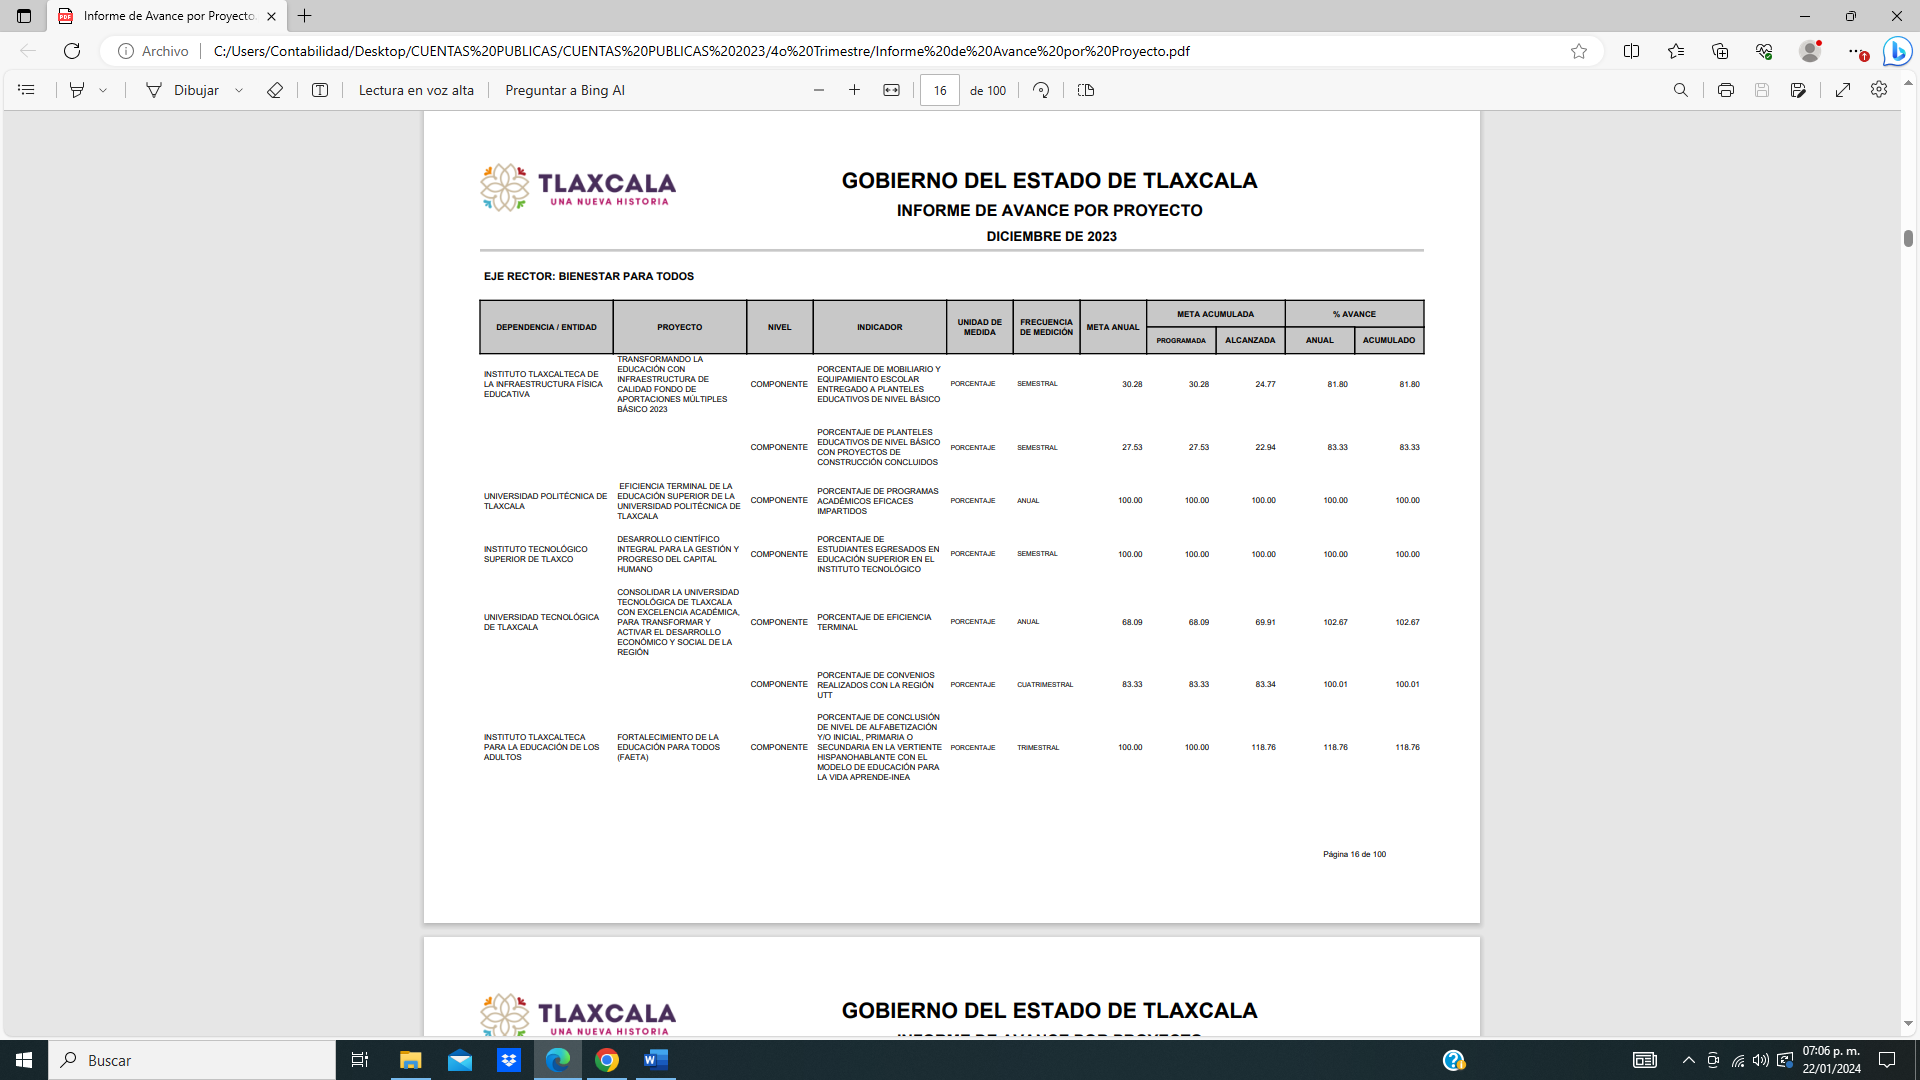 Informe de Avance por Proyecto.
Archivo
C:/Users/Contabilidad/Desktop/CUENTAS%20PUBLICAS/CUENTAS%20PUBLICAS%202023/4o%20Trimestre/Informe%20de%20Avance%20por%20Proyecto.pdf
Dibujar
Lectura en voz alta
Preguntar a Bing AI
16 de 100
TLAXCALA
UNA NUEVA HISTORIA
GOBIERNO DEL ESTADO DE TLAXCALA
INFORME DE AVANCE POR PROYECTO
DICIEMBRE DE 2023
EJE RECTOR: BIENESTAR PARA TODOS
DEPENDENCIA / ENTIDAD
PROYECTO
NIVEL
INDICADOR
UNIDAD DE
MEDIDA
FRECUENCIA
DE MEDICIÓN
META ANUAL
META ACUMULADA
PROGRAMADA
ALCANZADA
% AVANCE
ANUAL
ACUMULADO
INSTITUTO TLAXCALTECA DE
LA INFRAESTRUCTURA FÍSICA
EDUCATIVA
TRANSFORMANDO LA
EDUCACIÓN CON
INFRAESTRUCTURA DE
CALIDAD FONDO DE
APORTACIONES MÚLTIPLES
BÁSICO 2023
COMPONENTE
PORCENTAJE DE MOBILIARIO Y
EQUIPAMIENTO ESCOLAR
ENTREGADO A PLANTELES
EDUCATIVOS DE NIVEL BÁSICO
PORCENTAJE
SEMESTRAL
30.28
30.28
24.77
81.80
81.80
COMPONENTE
PORCENTAJE DE PLANTELES
EDUCATIVOS DE NIVEL BÁSICO
CON PROYECTOS DE
CONSTRUCCIÓN CONCLUIDOS
PORCENTAJE
SEMESTRAL
27.53
27.53
22.94
83.33
83.33
UNIVERSIDAD POLITÉCNICA DE
TLAXCALA
EFICIENCIA TERMINAL DE LA
EDUCACIÓN SUPERIOR DE LA
UNIVERSIDAD POLITÉCNICA DE
TLAXCALA
COMPONENTE
PORCENTAJE DE PROGRAMAS
ACADÉMICOS EFICACES
IMPARTIDOS
PORCENTAJE
ANUAL
100.00
100.00
100.00
100.00
100.00
INSTITUTO TECNOLÓGICO
SUPERIOR DE TLAXCO
DESARROLLO CIENTÍFICO
INTEGRAL PARA LA GESTIÓN Y
PROGRESO DEL CAPITAL
HUMANO
COMPONENTE
PORCENTAJE DE
ESTUDIANTES EGRESADOS EN
EDUCACIÓN SUPERIOR EN EL
INSTITUTO TECNOLÓGICO
PORCENTAJE
SEMESTRAL
100.00
100.00
100.00
100.00
100.00
UNIVERSIDAD TECNOLÓGICA
DE TLAXCALA
CONSOLIDAR LA UNIVERSIDAD
TECNOLÓGICA DE TLAXCALA
CON EXCELENCIA ACADÉMICA,
PARA TRANSFORMAR Y
ACTIVAR EL DESARROLLO
ECONÓMICO Y SOCIAL DE LA
REGIÓN
COMPONENTE
PORCENTAJE DE EFICIENCIA
TERMINAL
PORCENTAJE
ANUAL
68.09
68.09
69.91
102.67
102.67
COMPONENTE
PORCENTAJE DE CONVENIOS
REALIZADOS CON LA REGIÓN
UTT
PORCENTAJE
CUATRIMESTRAL
83.33
83.33
83.34
100.01
100.01
INSTITUTO TLAXCALTECA
PARA LA EDUCACIÓN DE LOS
ADULTOS
FORTALECIMIENTO DE LA
EDUCACIÓN PARA TODOS
(FAETA)
COMPONENTE
PORCENTAJE DE CONCLUSIÓN
DE NIVEL DE ALFABETIZACIÓN
Y/O INICIAL, PRIMARIA O
SECUNDARIA EN LA VERTIENTE
HISPANOHABLANTE CON EL
MODELO DE EDUCACIÓN PARA
LA VIDA APRENDE-INEA
PORCENTAJE
TRIMESTRAL
100.00
100.00
118.76
118.76
118.76
Página 16 de 100
TLAXCALA
UNA NUEVA HISTORIA
GOBIERNO DEL ESTADO DE TLAXCALA
INFORME DE AVANCE POR PROYECTO
Buscar
07:06 p. m.
22/01/2024